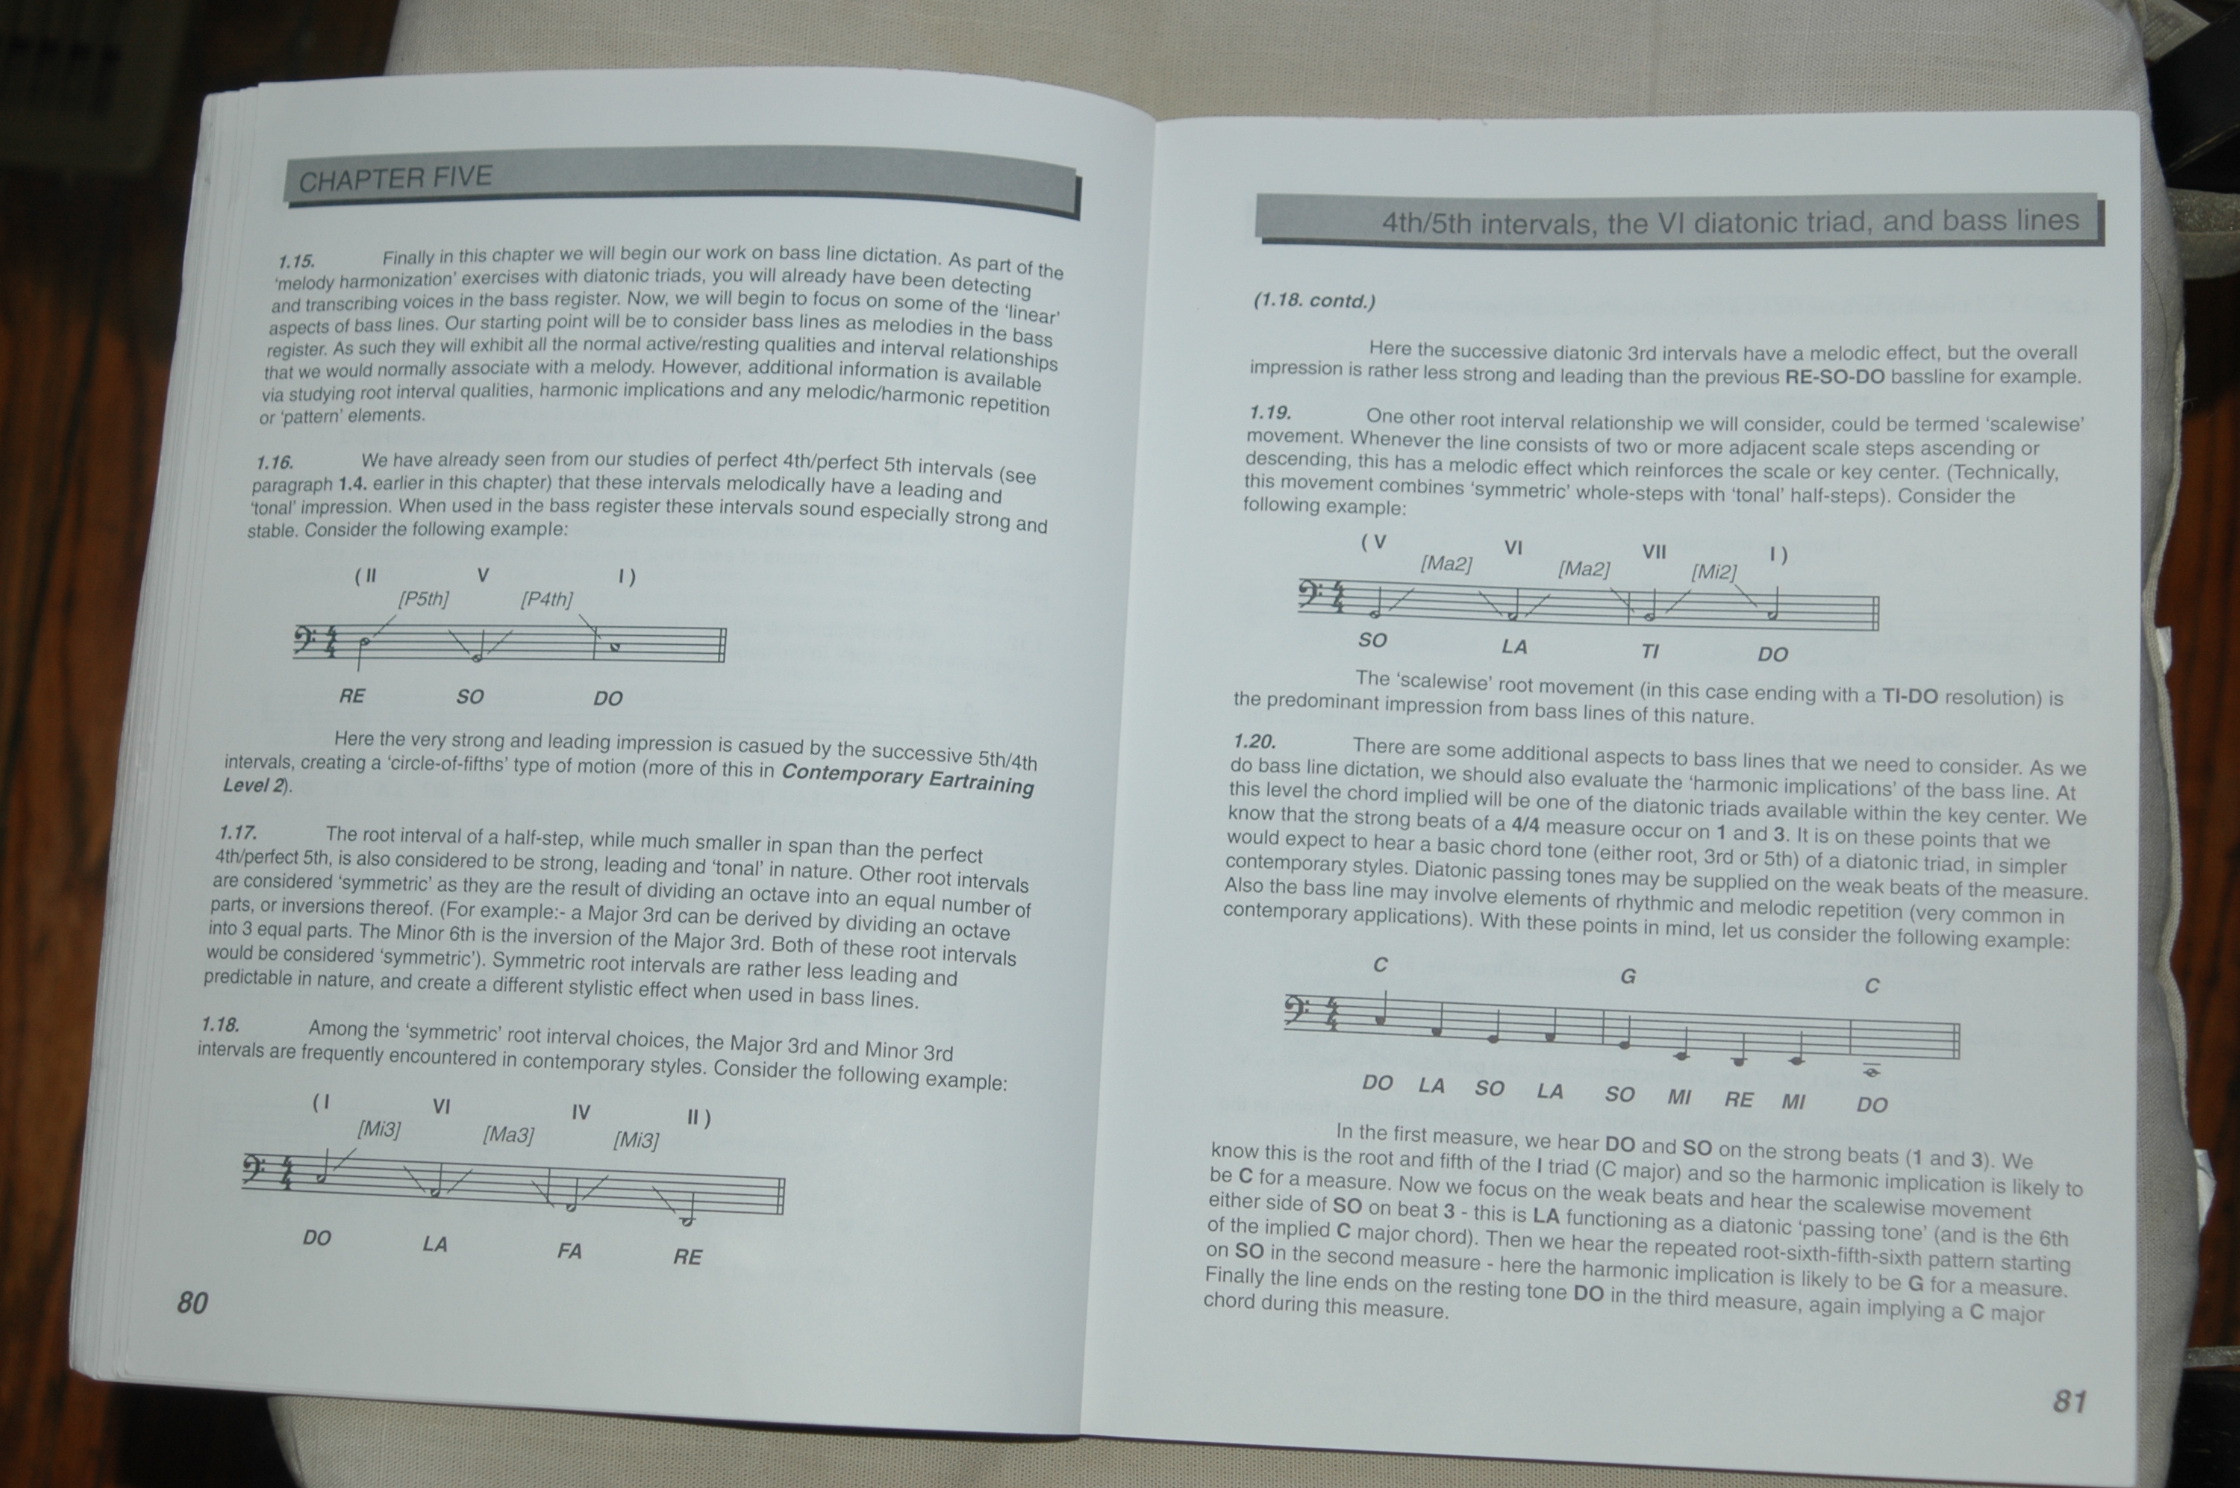 CHAPTER FIVE
1.15. Finally in this chapter we will begin our work on bass line dictation. As part of the
'melody harmonization' exercises with diatonic triads, you will already have been detecting
and transcribing voices in the bass register. Now, we will begin to focus on some of the 'linear'
aspects of bass lines. Our starting point will be to consider bass lines as melodies in the bass
register. As such they will exhibit all the normal active/resting qualities and interval relationships
that we would normally associate with a melody. However, additional information is available
via studying root interval qualities, harmonic implications and any melodic/harmonic repetition
or 'pattern' elements.
1.16. We have already seen from our studies of perfect 4th/perfect 5th intervals (see
paragraph 1.4. earlier in this chapter) that these intervals melodically have a leading and
'tonal' impression. When used in the bass register these intervals sound especially strong and
stable. Consider the following example:
(II V I)
[P5th] [P4th]
4
4
RE SO DO
Here the very strong and leading impression is casued by the successive 5th/4th
intervals, creating a 'circle-of-fifths' type of motion (more of this in Contemporary Eartraining
Level 2).
1.17. The root interval of a half-step, while much smaller in span than the perfect
4th/perfect 5th, is also considered to be strong, leading and 'tonal' in nature. Other root intervals
are considered 'symmetric' as they are the result of dividing an octave into an equal number of
parts, or inversions thereof. (For example:- a Major 3rd can be derived by dividing an octave
into 3 equal parts. The Minor 6th is the inversion of the Major 3rd. Both of these root intervals
would be considered 'symmetric'). Symmetric root intervals are rather less leading and
predictable in nature, and create a different stylistic effect when used in bass lines.
1.18. Among the 'symmetric' root interval choices, the Major 3rd and Minor 3rd
intervals are frequently encountered in contemporary styles. Consider the following example:
(I VI IV II)
[Mi3] [Ma3] [Mi3]
4
4
DO LA FA RE
80
4th/5th intervals, the VI diatonic triad, and bass lines
(1.18. contd.)
Here the successive diatonic 3rd intervals have a melodic effect, but the overall
impression is rather less strong and leading than the previous RE-SO-DO bassline for example.
1.19. One other root interval relationship we will consider, could be termed 'scalewise'
movement. Whenever the line consists of two or more adjacent scale steps ascending or
descending, this has a melodic effect which reinforces the scale or key center. (Technically,
this movement combines 'symmetric' whole-steps with 'tonal' half-steps). Consider the
following example:
(V VI VII I)
[Ma2] [Ma2] [Mi2]
4
4
SO LA TI DO
The 'scalewise' root movement (in this case ending with a TI-DO resolution) is
the predominant impression from bass lines of this nature.
1.20. There are some additional aspects to bass lines that we need to consider. As we
do bass line dictation, we should also evaluate the 'harmonic implications' of the bass line. At
this level the chord implied will be one of the diatonic triads available within the key center. We
know that the strong beats of a 4/4 measure occur on 1 and 3. It is on these points that we
would expect to hear a basic chord tone (either root, 3rd or 5th) of a diatonic triad, in simpler
contemporary styles. Diatonic passing tones may be supplied on the weak beats of the measure.
Also the bass line may involve elements of rhythmic and melodic repetition (very common in
contemporary applications). With these points in mind, let us consider the following example:
C G C
4
4
DO LA SO LA SO MI RE MI DO
In the first measure, we hear DO and SO on the strong beats (1 and 3). We
know this is the root and fifth of the I triad (C major) and so the harmonic implication is likely to
be C for a measure. Now we focus on the weak beats and hear the scalewise movement
either side of SO on beat 3 - this is LA functioning as a diatonic 'passing tone' (and is the 6th
of the implied C major chord). Then we hear the repeated root-sixth-fifth-sixth pattern starting
on SO in the second measure - here the harmonic implication is likely to be G for a measure.
Finally the line ends on the resting tone DO in the third measure, again implying a C major
chord during this measure.
81